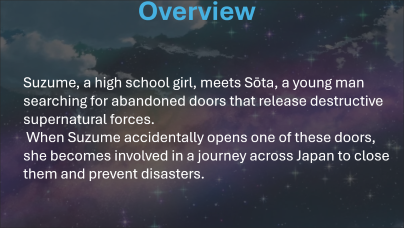 Overview
Suzume, a high school girl, meets Sōta, a young man
searching for abandoned doors that release destructive
supernatural forces.
When Suzume accidentally opens one of these doors,
she becomes involved in a journey across Japan to close
them and prevent disasters.